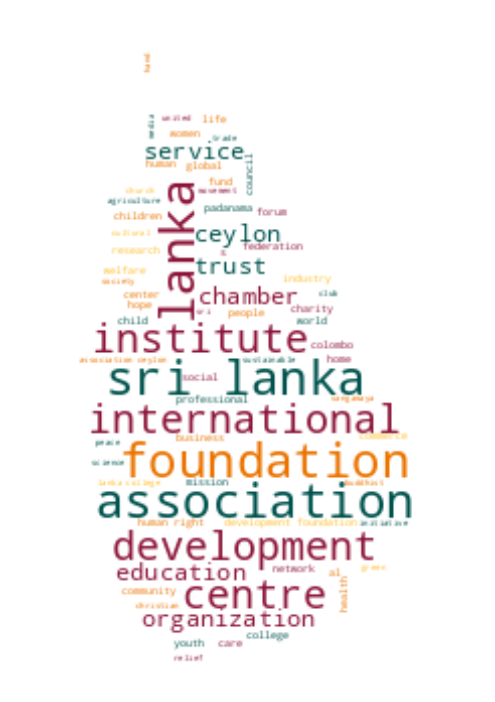 hand
media united life
women trade
service
human global council
fund
church lanka movement
agriculture
padanama forum
children
cultural ceylon
research & federation
welfare trust
society industry
center chamber club
hope sri people charity
child world
institute colombo
association ceylon sustainable home
sri lanka
social
professional sangamaya
international
peace business commerce
science foundation
lanka college mission buddhist
association
human right development foundation initiative
development
education network al green
community centre health
christian
organization
college
youth care
relief